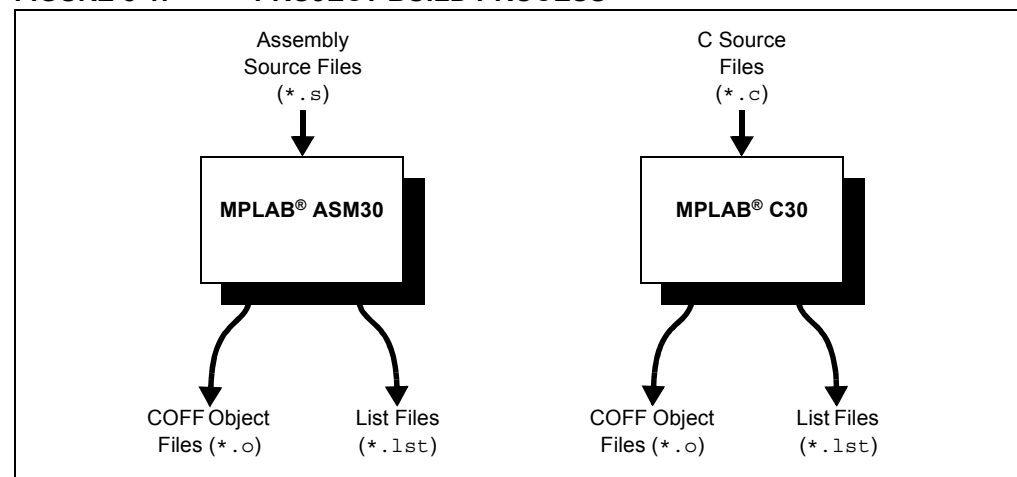 Assembly
Source Files
(*.s)
C Source
Files
(*.c)
MPLAB® ASM30
MPLAB® C30
COFF Object
Files (*.o)
List Files
(*.lst)
COFF Object
Files (*.o)
List Files
(*.lst)